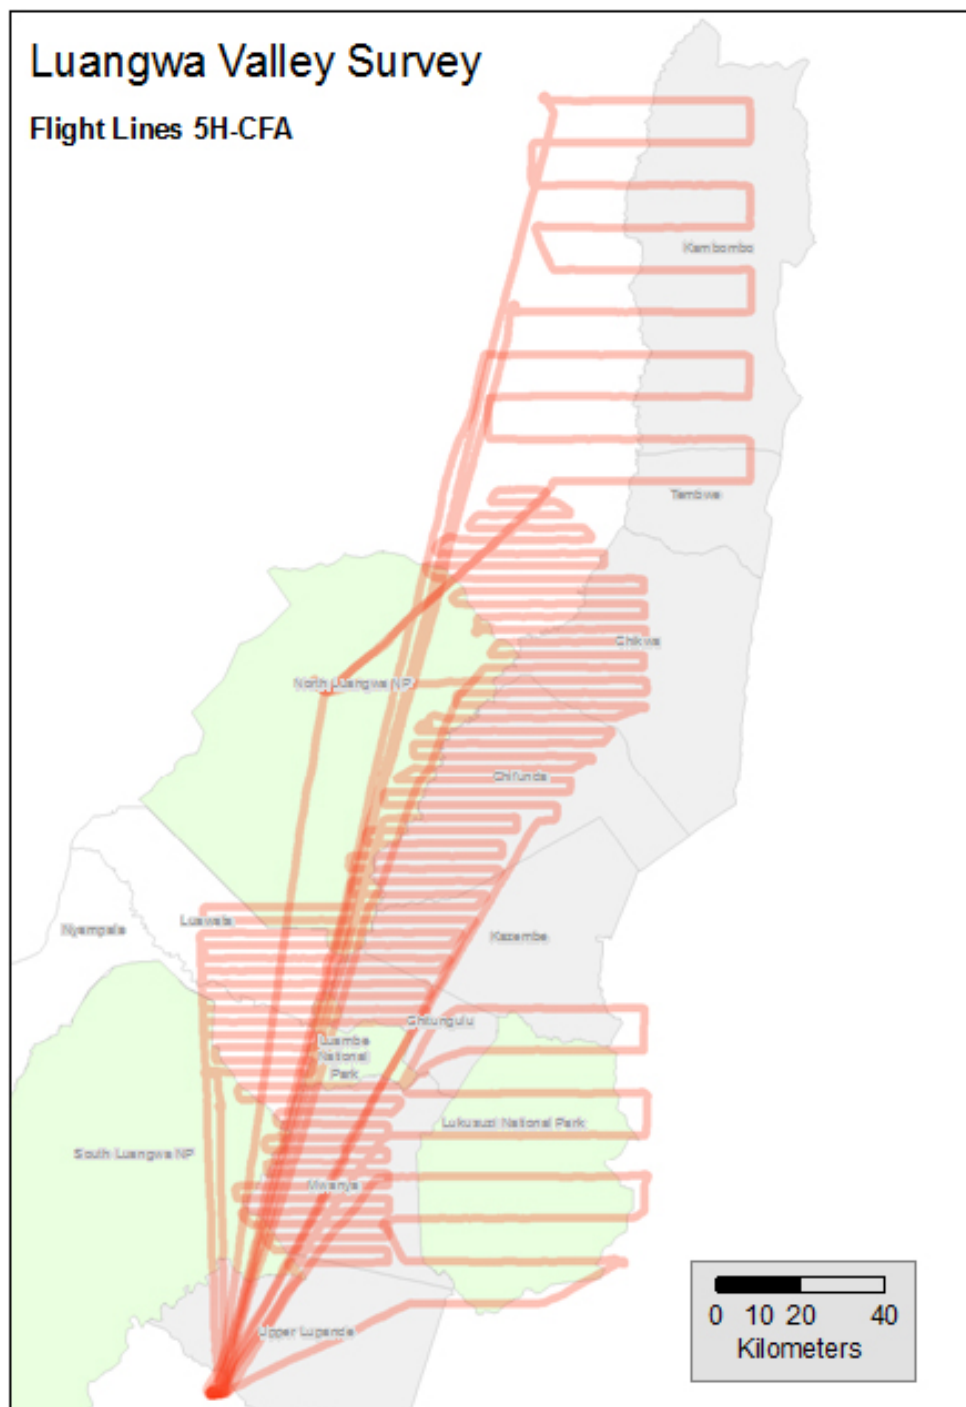 Luangwa Valley Survey
Flight Lines 5H-CFA
Kambombo
Tembwe
Chikwa
North Luangwa NP
Chifunda
Luawata
Nyampala
Kazembe
Chitungulu
Luambe
National
Park
Lukusuzi National Park
South Luangwa NP
Mwanya
Upper Lupande
0 10 20 40
Kilometers